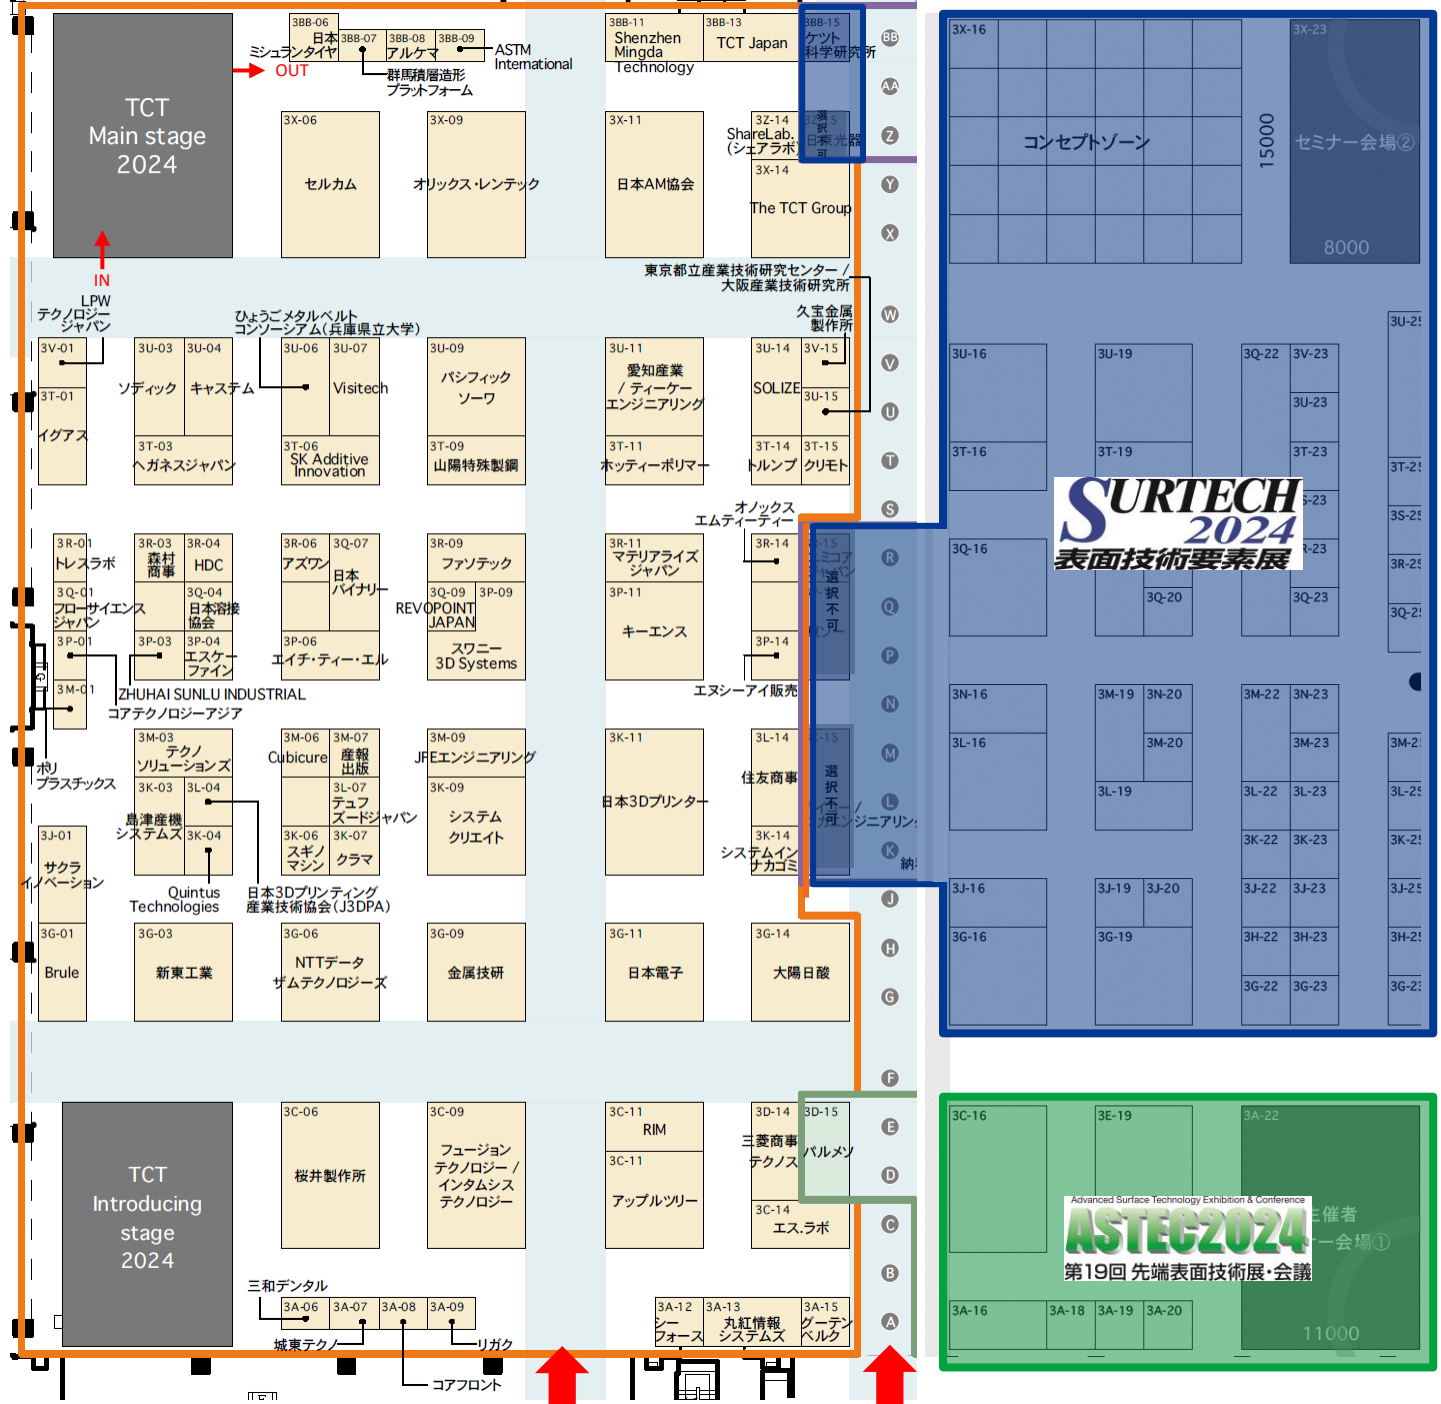 3BB-06
日本
ミシュランタイヤ
3BB-07
3BB-08
アルケマ
3BB-09
ASTM
International
群馬積層造形
プラットフォーム
3BB-11
Shenzhen
Mingda
Technology
3BB-13
TCT Japan
3BB-15
ケツト
科学研究所
BB
AA
Z
Y
X
W
V
U
T
S
R
Q
P
N
M
L
K
J
H
G
F
E
D
C
B
A
TCT
Main stage
2024
OUT
IN
3X-06
セルカム
3X-09
オリックス・レンテック
3X-11
日本AM協会
3Z-14
ShareLab.
(シェアラボ)
日東光器
選択不可
3X-14
The TCT Group
東京都立産業技術研究センター /
大阪産業技術研究所
久宝金属
製作所
LPW
テクノロジー
ジャパン
ひょうごメタルベルト
コンソーシアム(兵庫県立大学)
3V-01
3T-01
イグアス
3U-03
ソディック
3U-04
キャステム
3T-03
ヘガネスジャパン
3U-06
3U-07
Visitech
3T-06
SK Additive
Innovation
3U-09
パシフィック
ソーワ
3T-09
山陽特殊製鋼
3U-11
愛知産業
/ ティーケー
エンジニアリング
3T-11
ホッティーポリマー
3U-14
SOLIZE
3V-15
3U-15
3T-14
トルンプ
3T-15
クリモト
オノックス
エムティーティー
3R-01
トレスラボ
3Q-01
フローサイエンス
ジャパン
3P-01
3M-01
3R-03
森村
商事
3R-04
HDC
3Q-04
日本溶接
協会
3P-03
3P-04
エスケー
ファイン
ZHUHAI SUNLU INDUSTRIAL
コアテクノロジーアジア
ポリ
プラスチックス
3R-06
アズワン
3Q-07
日本
バイナリー
3P-06
エイチ・ティー・エル
3R-09
ファソテック
3Q-09
REVOPOINT
JAPAN
3P-09
スワニー
3D Systems
3R-11
マテリアライズ
ジャパン
3P-11
キーエンス
3R-14
3P-14
エヌシーアイ販売
選択不可
3M-03
テクノ
ソリューションズ
3K-03
島津産機
システムズ
3L-04
3K-04
Quintus
Technologies
日本3Dプリンティング
産業技術協会(J3DPA)
3M-06
Cubicure
3M-07
産報
出版
3L-07
テュフ
ズードジャパン
3K-06
スギノ
マシン
3K-07
クラマ
3M-09
JFEエンジニアリング
3K-09
システム
クリエイト
3K-11
日本3Dプリンター
3L-14
住友商事
3K-14
システムイン
ナカゴミ
選択不可
3J-01
サクラ
イノベーション
3G-01
Brule
3G-03
新東工業
3G-06
NTTデータ
ザムテクノロジーズ
3G-09
金属技研
3G-11
日本電子
3G-14
大陽日酸
TCT
Introducing
stage
2024
3C-06
桜井製作所
3C-09
フュージョン
テクノロジー /
インタムシス
テクノロジー
3C-11
RIM
3C-11
アップルツリー
3D-14
三菱商事
テクノス
3D-15
パルメソ
3C-14
エス.ラボ
三和デンタル
3A-06
3A-07
3A-08
3A-09
城東テクノ
リガク
コアフロント
3A-12
シー
フォース
3A-13
丸紅情報
システムズ
3A-15
グーテン
ベルク
3X-16
コンセプトゾーン
15000
3X-23
セミナー会場②
8000
3U-16
3T-16
3U-19
3T-19
3Q-22
3V-23
3U-23
3T-23
3U-25
3T-25
3S-25
3R-25
3Q-25
SURTECH
2024
表面技術要素展
3Q-16
3Q-20
3Q-23
3N-16
3L-16
3M-19
3N-20
3M-20
3L-19
3M-22
3N-23
3M-23
3L-22
3L-23
3K-22
3K-23
3J-16
3G-16
3J-19
3J-20
3G-19
3J-22
3J-23
3H-22
3H-23
3G-22
3G-23
3C-16
3E-19
3A-22
Advanced Surface Technology Exhibition & Conference
ASTEC2024
第19回 先端表面技術展・会議
主催者
ナー会場①
11000
3A-16
3A-18
3A-19
3A-20